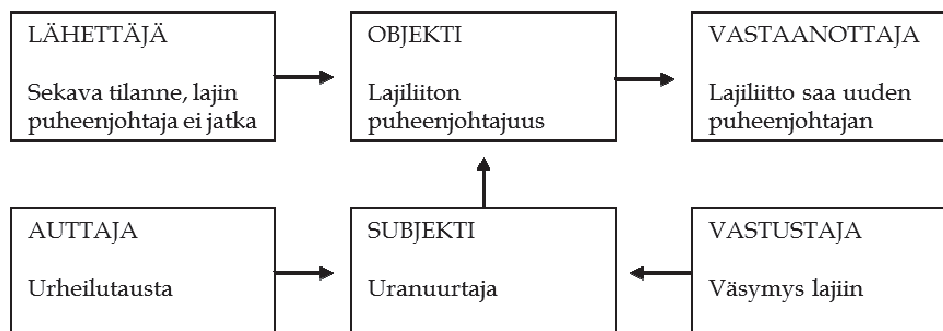 LÄHETTÄJÄ
Sekava tilanne, lajin
puheenjohtaja ei jatka
OBJEKTI
Lajiliiton
puheenjohtajuus
VASTAANOTTAJA
Lajiliitto saa uuden
puheenjohtajan
AUTTAJA
Urheilutausta
SUBJEKTI
Uranuurtaja
VASTUSTAJA
Väsymys lajiin